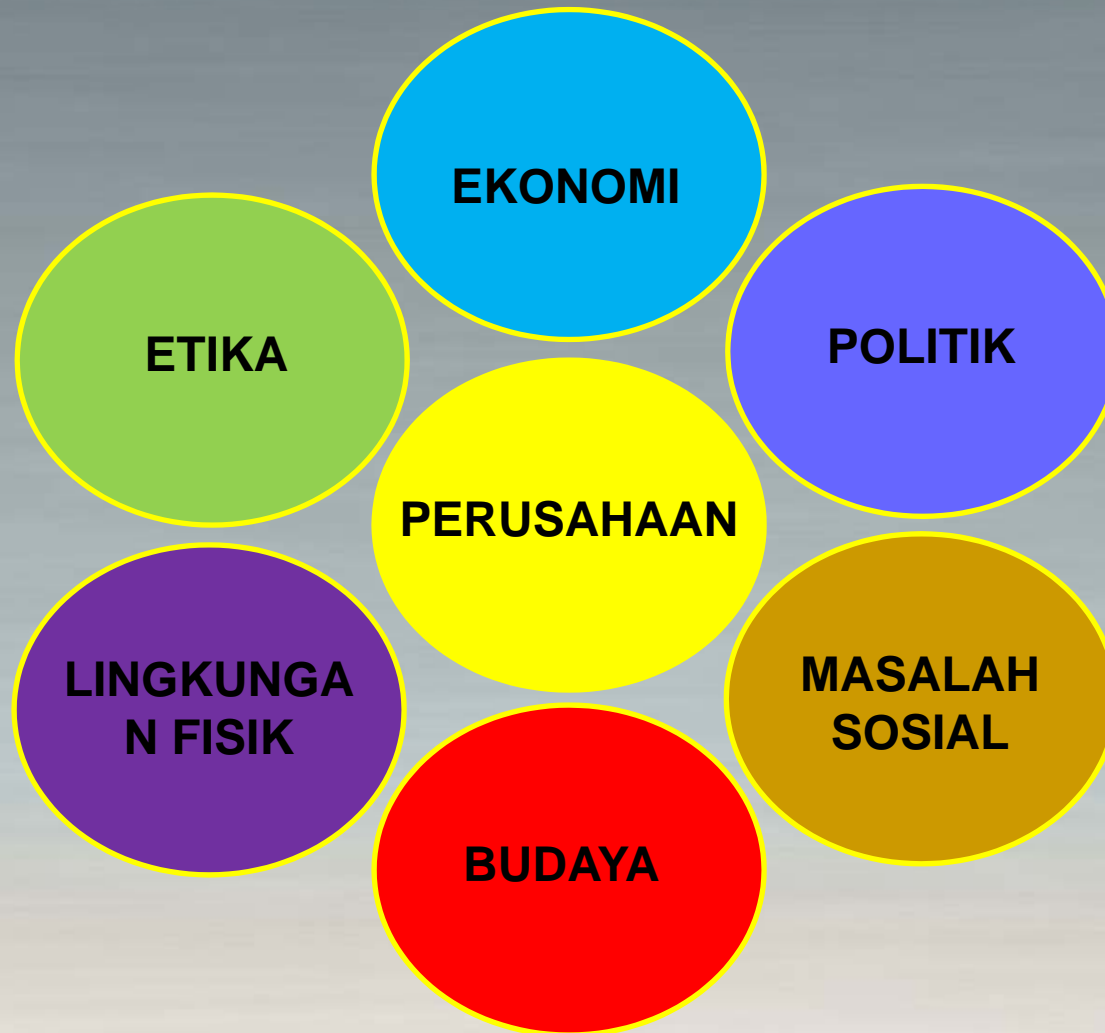 EKONOMI
ETIKA
POLITIK
PERUSAHAAN
LINGKUNGA
N FISIK
MASALAH
SOSIAL
BUDAYA